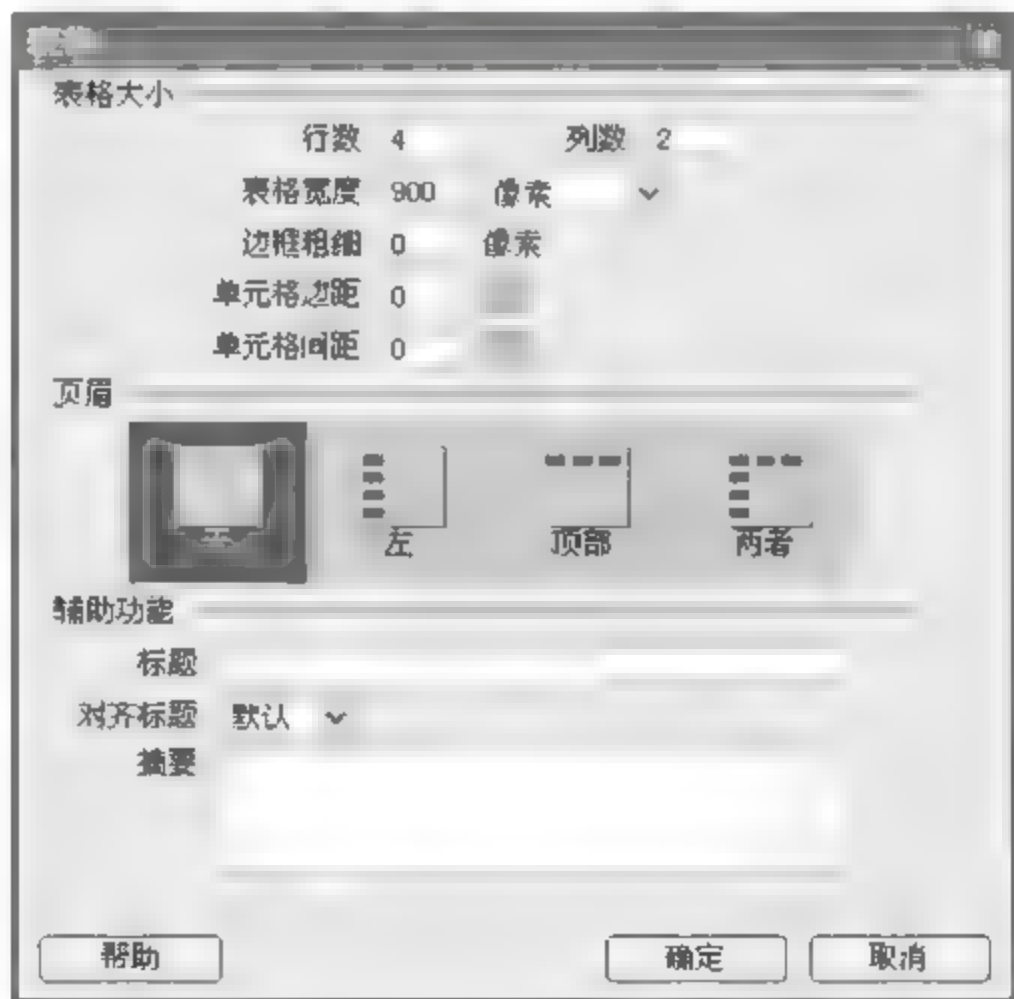 表格
表格大小
行数 4 列数 2
表格宽度 900 像素
边框粗细 0 像素
单元格边距 0
单元格间距 0
页眉
左 顶部 两者
辅助功能
标题
对齐标题 默认
摘要
帮助 确定 取消